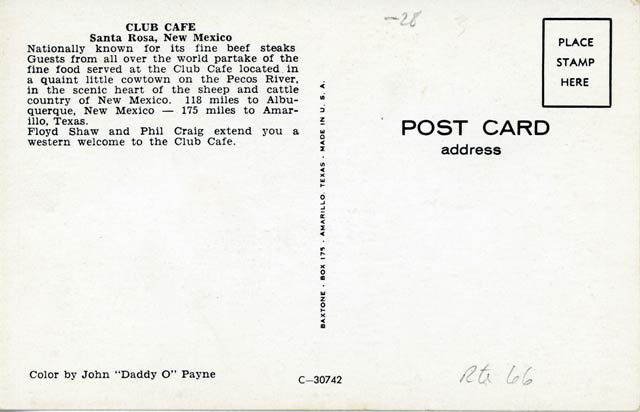 CLUB CAFE
Santa Rosa, New Mexico
Nationally known for its fine beef steaks
Guests from all over the world partake of the
fine food served at the Club Cafe located in
a quaint little cowtown on the Pecos River,
in the scenic heart of the sheep and cattle
country of New Mexico. 118 miles to Albu-
querque, New Mexico — 175 miles to Amar-
illo, Texas.
Floyd Shaw and Phil Craig extend you a
western welcome to the Club Cafe.
Color by John "Daddy O" Payne
BAXTONE - BOX 175 - AMARILLO, TEXAS - MADE IN U. S. A.
C—30742
-28
PLACE
STAMP
HERE
POST CARD
address
Rte 66